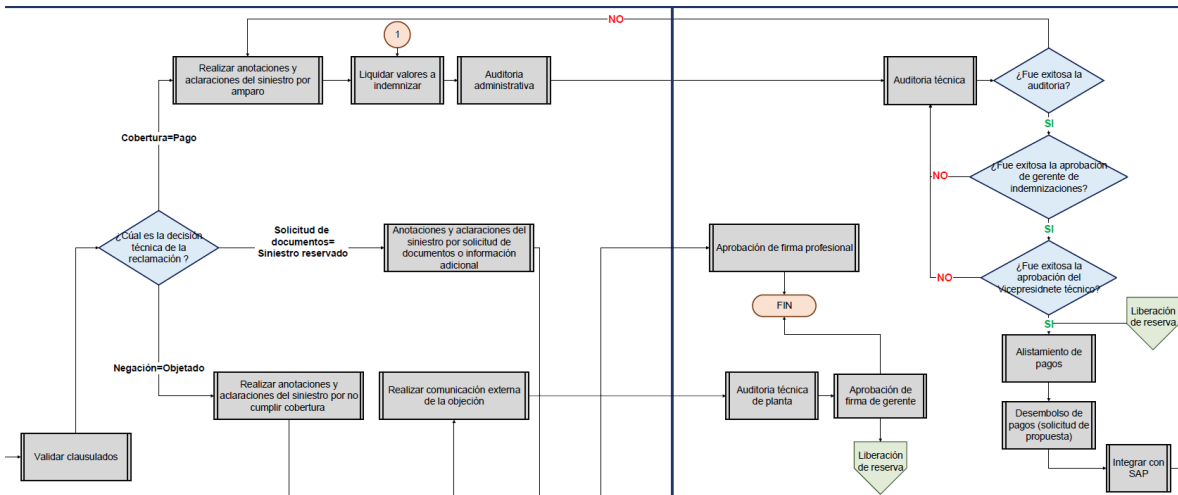 NO
1
Realizar anotaciones y
aclaraciones del siniestro por
amparo
Liquidar valores a
indemnizar
Auditoria
administrativa
Auditoria técnica
¿Fue exitosa la
auditoria?
SI
Cobertura=Pago
¿Fue exitosa la aprobación
de gerente de
indemnizaciones?
NO
SI
¿Cúal es la decisión
técnica de la
reclamación ?
Solicitud de
documentos=
Siniestro reservado
Anotaciones y aclaraciones del
siniestro por solicitud de
documentos o información
adicional
Aprobación de firma profesional
FIN
¿Fue exitosa la
aprobación del
Vicepresidnete técnico?
NO
SI
Liberación
de reserva
Alistamiento de
pagos
Negación=Objetado
Realizar anotaciones y
aclaraciones del siniestro por no
cumplir cobertura
Realizar comunicación externa
de la objeción
Auditoria técnica
de planta
Aprobación de
firma de gerente
Liberación
de reserva
Desembolso de
pagos (solicitud de
propuesta)
Validar clausulados
Integrar con
SAP